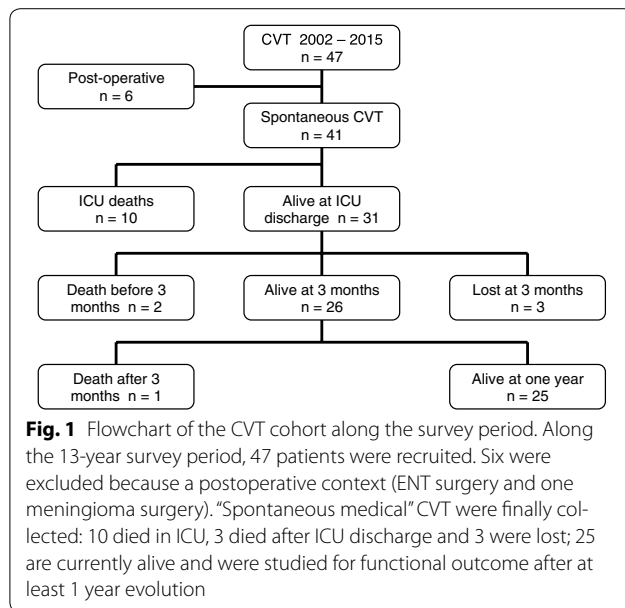 CVT 2002 – 2015
n = 47
Post-operative
n = 6
Spontaneous CVT
n = 41
ICU deaths
n = 10
Alive at ICU
discharge n = 31
Death before 3
months n = 2
Alive at 3 months
n = 26
Lost at 3 months
n = 3
Death after 3
months n = 1
Alive at one year
n = 25
Fig. 1 Flowchart of the CVT cohort along the survey period. Along
the 13-year survey period, 47 patients were recruited. Six were
excluded because a postoperative context (ENT surgery and one
meningioma surgery). “Spontaneous medical” CVT were finally col-
lected: 10 died in ICU, 3 died after ICU discharge and 3 were lost; 25
are currently alive and were studied for functional outcome after at
least 1 year evolution